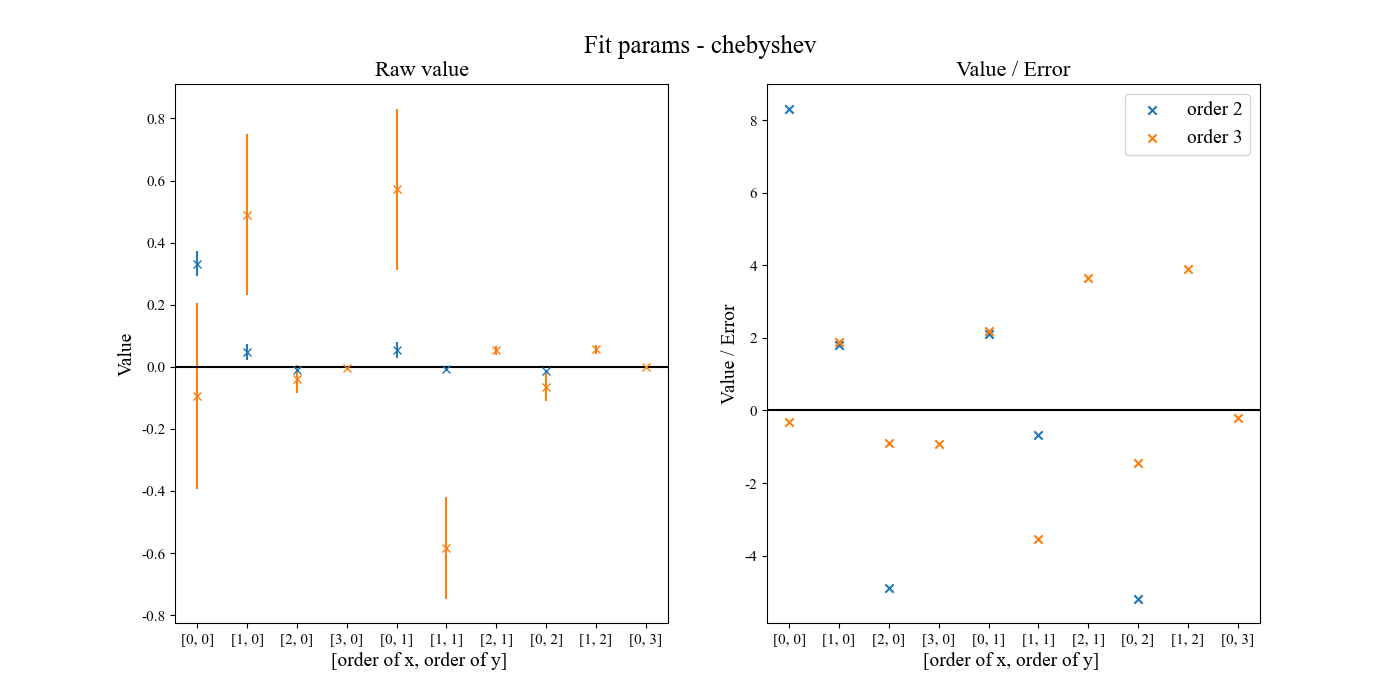 Fit params - chebyshev
Raw value
Value
0.8
0.6
0.4
0.2
0.0
-0.2
-0.4
-0.6
-0.8
[0, 0] [1, 0] [2, 0] [3, 0] [0, 1] [1, 1] [2, 1] [0, 2] [1, 2] [0, 3]
[order of x, order of y]
Value / Error
Value / Error
8
6
4
2
0
-2
-4
order 2
order 3
[0, 0] [1, 0] [2, 0] [3, 0] [0, 1] [1, 1] [2, 1] [0, 2] [1, 2] [0, 3]
[order of x, order of y]